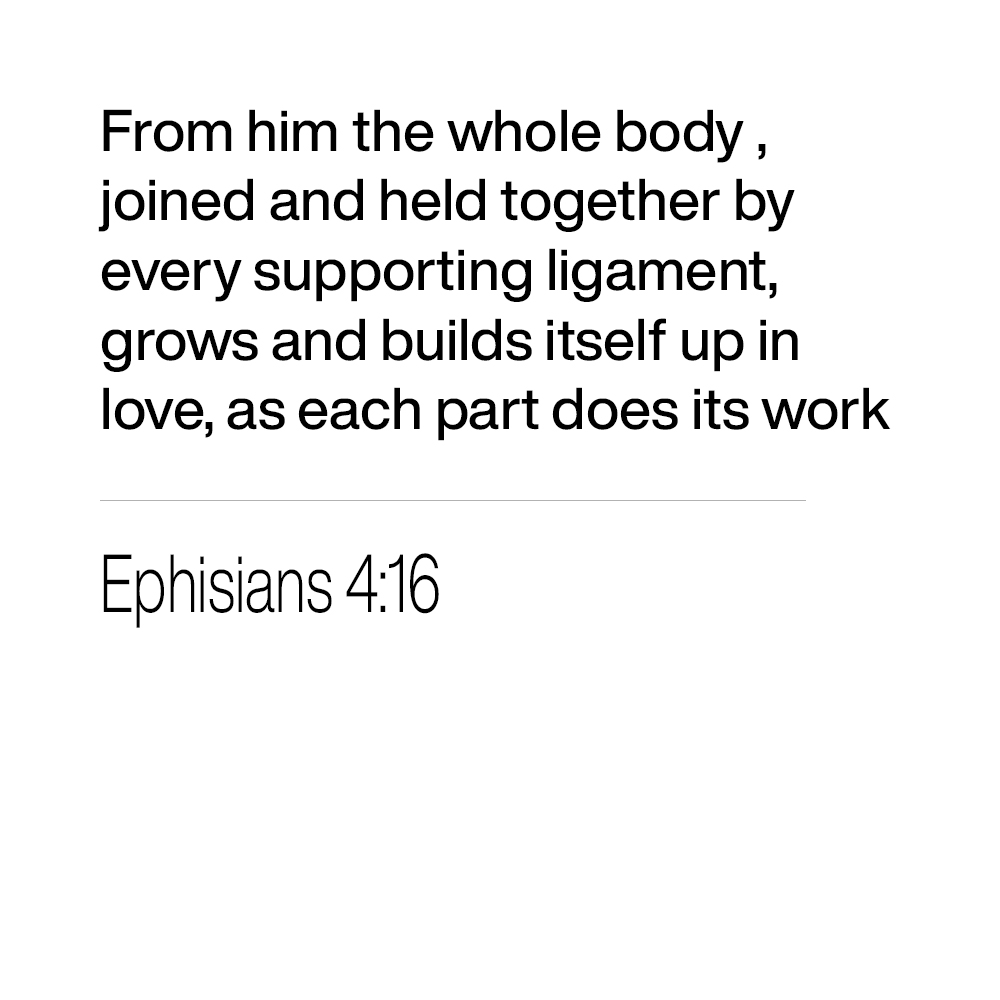 From him the whole body ,
joined and held together by
every supporting ligament,
grows and builds itself up in
love, as each part does its work
Ephisians 4:16